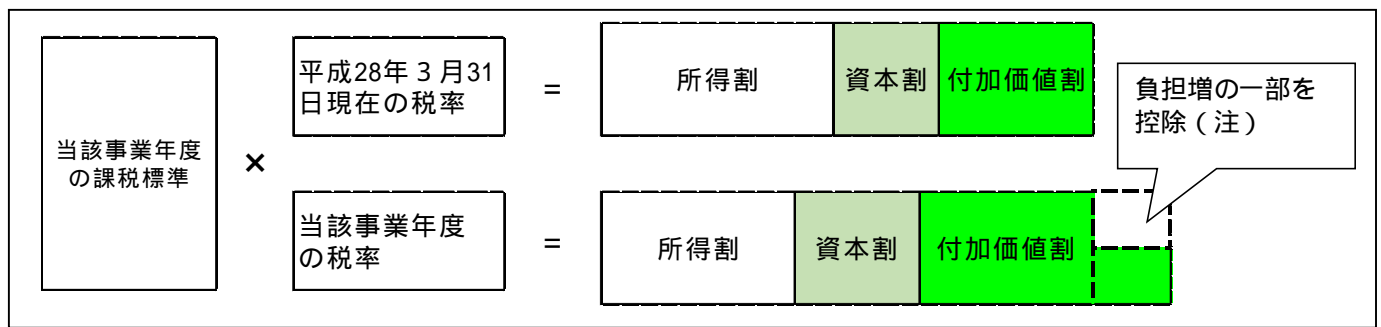 当該事業年度
の課税標準
×
平成28年３月31
日現在の税率
=
所得割
資本割
付加価値割
負担増の一部を
控除（注）
当該事業年度
の税率
=
所得割
資本割
付加価値割